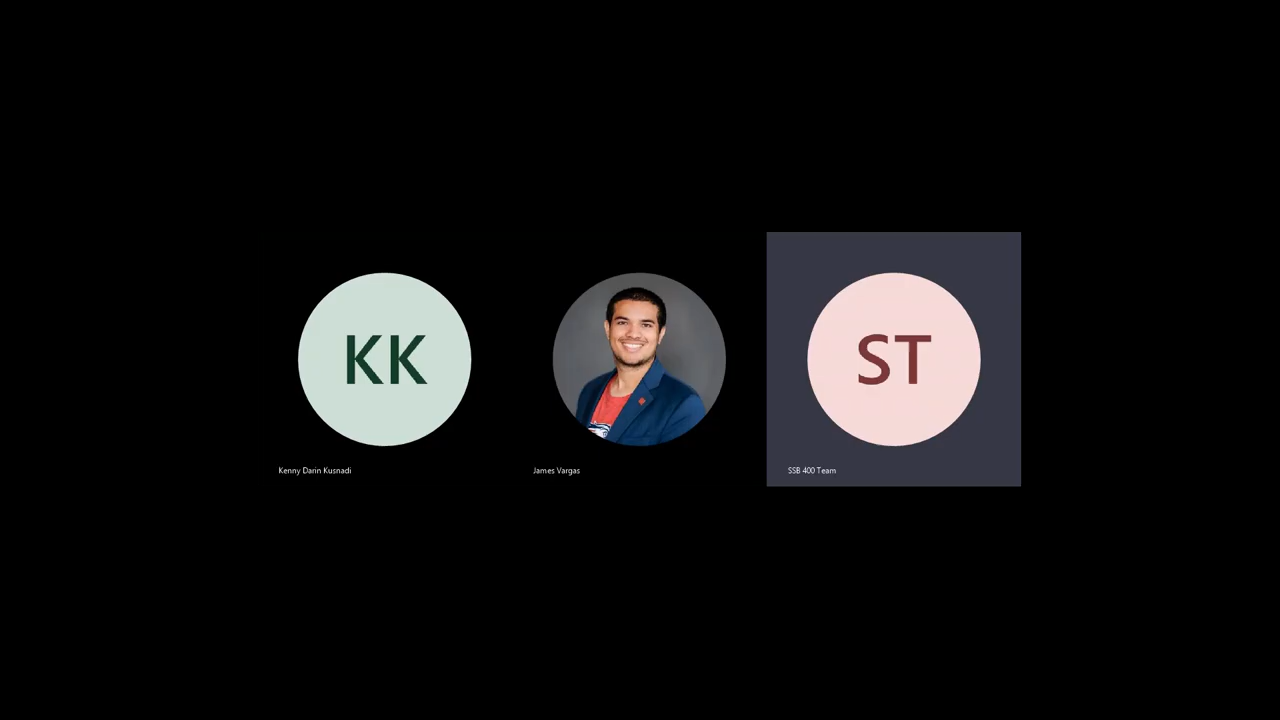 KK
ST
Kenny Darin Kusnadi
James Vargas
SSB 400 Team